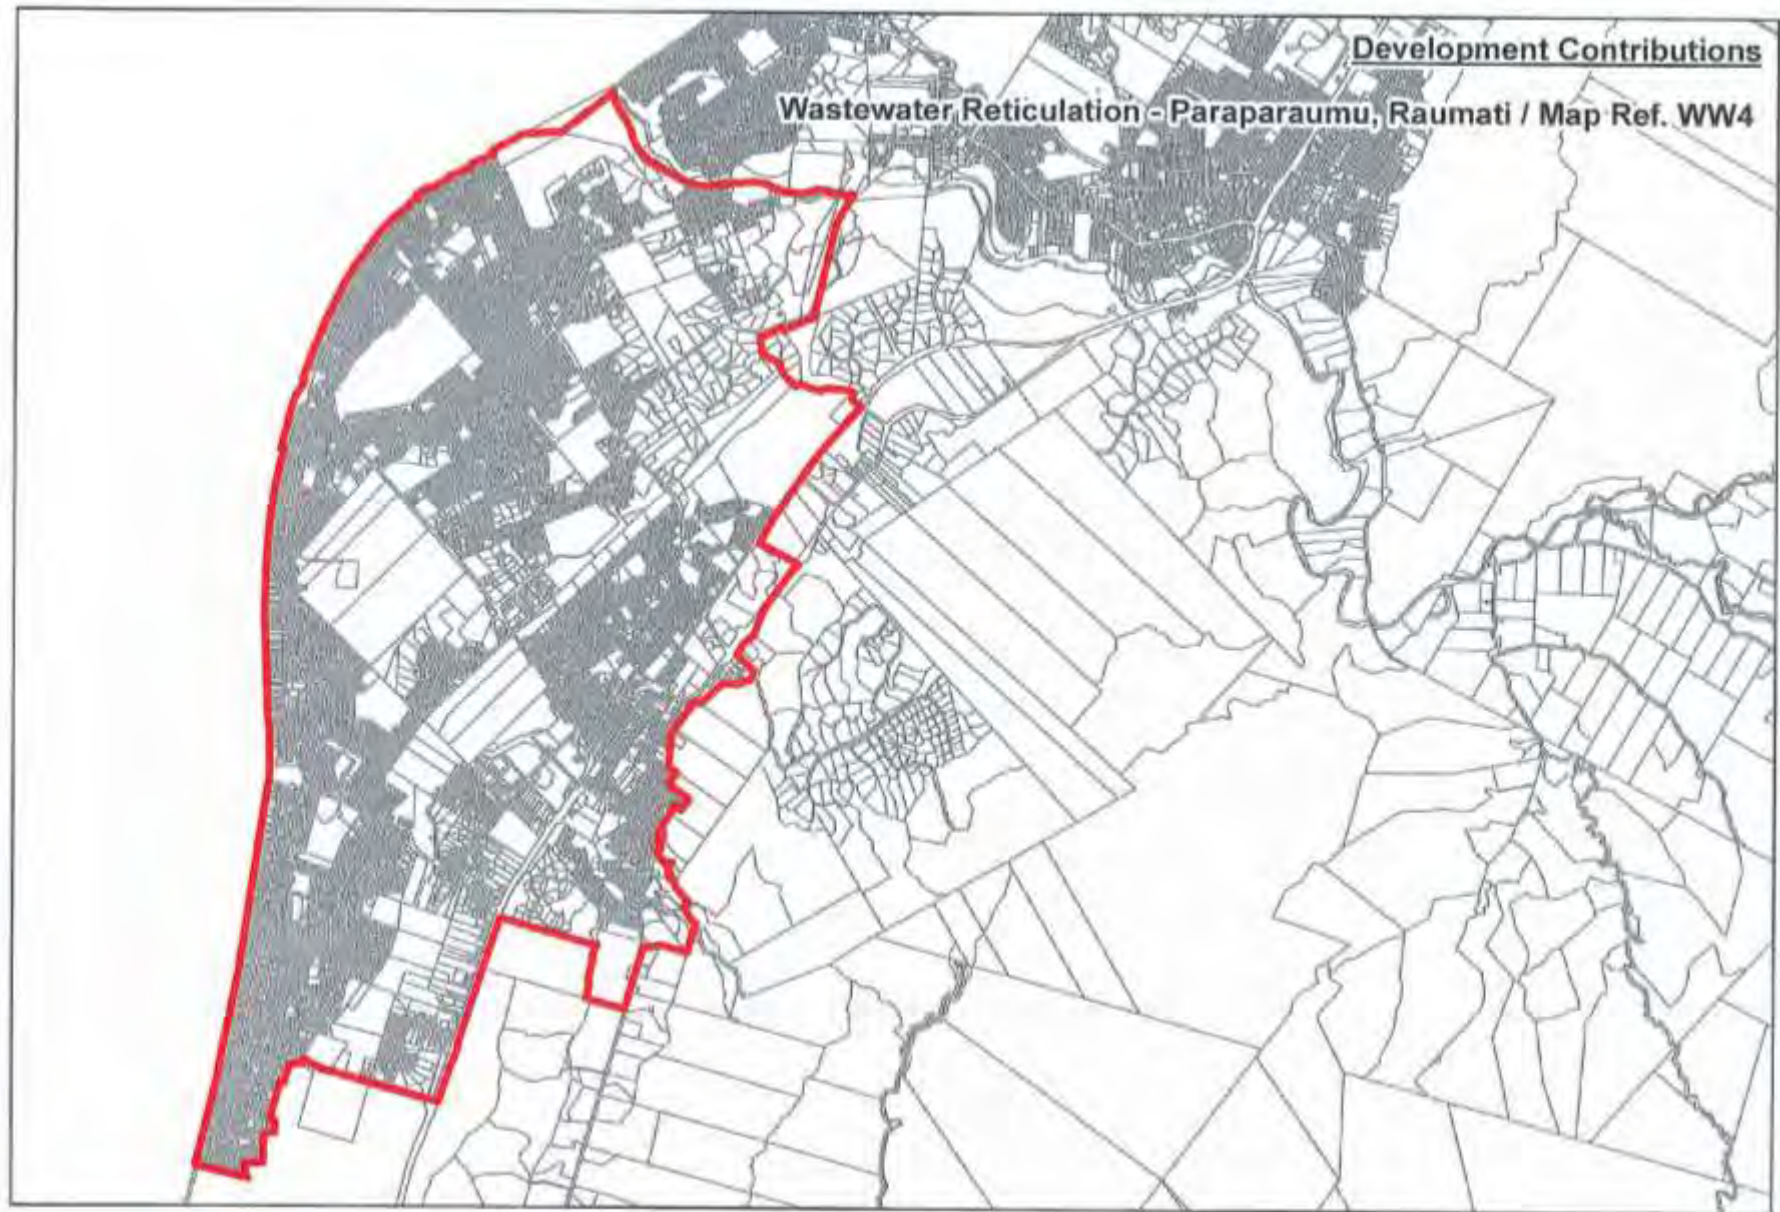 Development Contributions
Wastewater Reticulation - Paraparaumu, Raumati / Map Ref. WW4